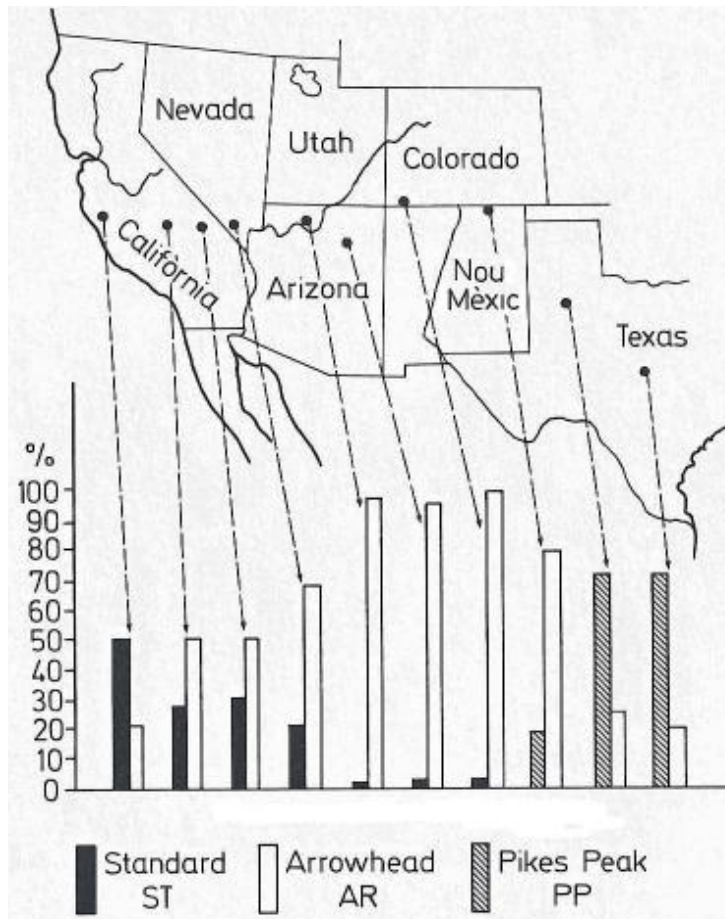 Nevada
Utah
Colorado
Califòrnia
Arizona
Nou
Mèxic
Texas
%
100
90
80
70
60
50
40
30
20
10
0
Standard
ST
Arrowhead
AR
Pikes Peak
PP